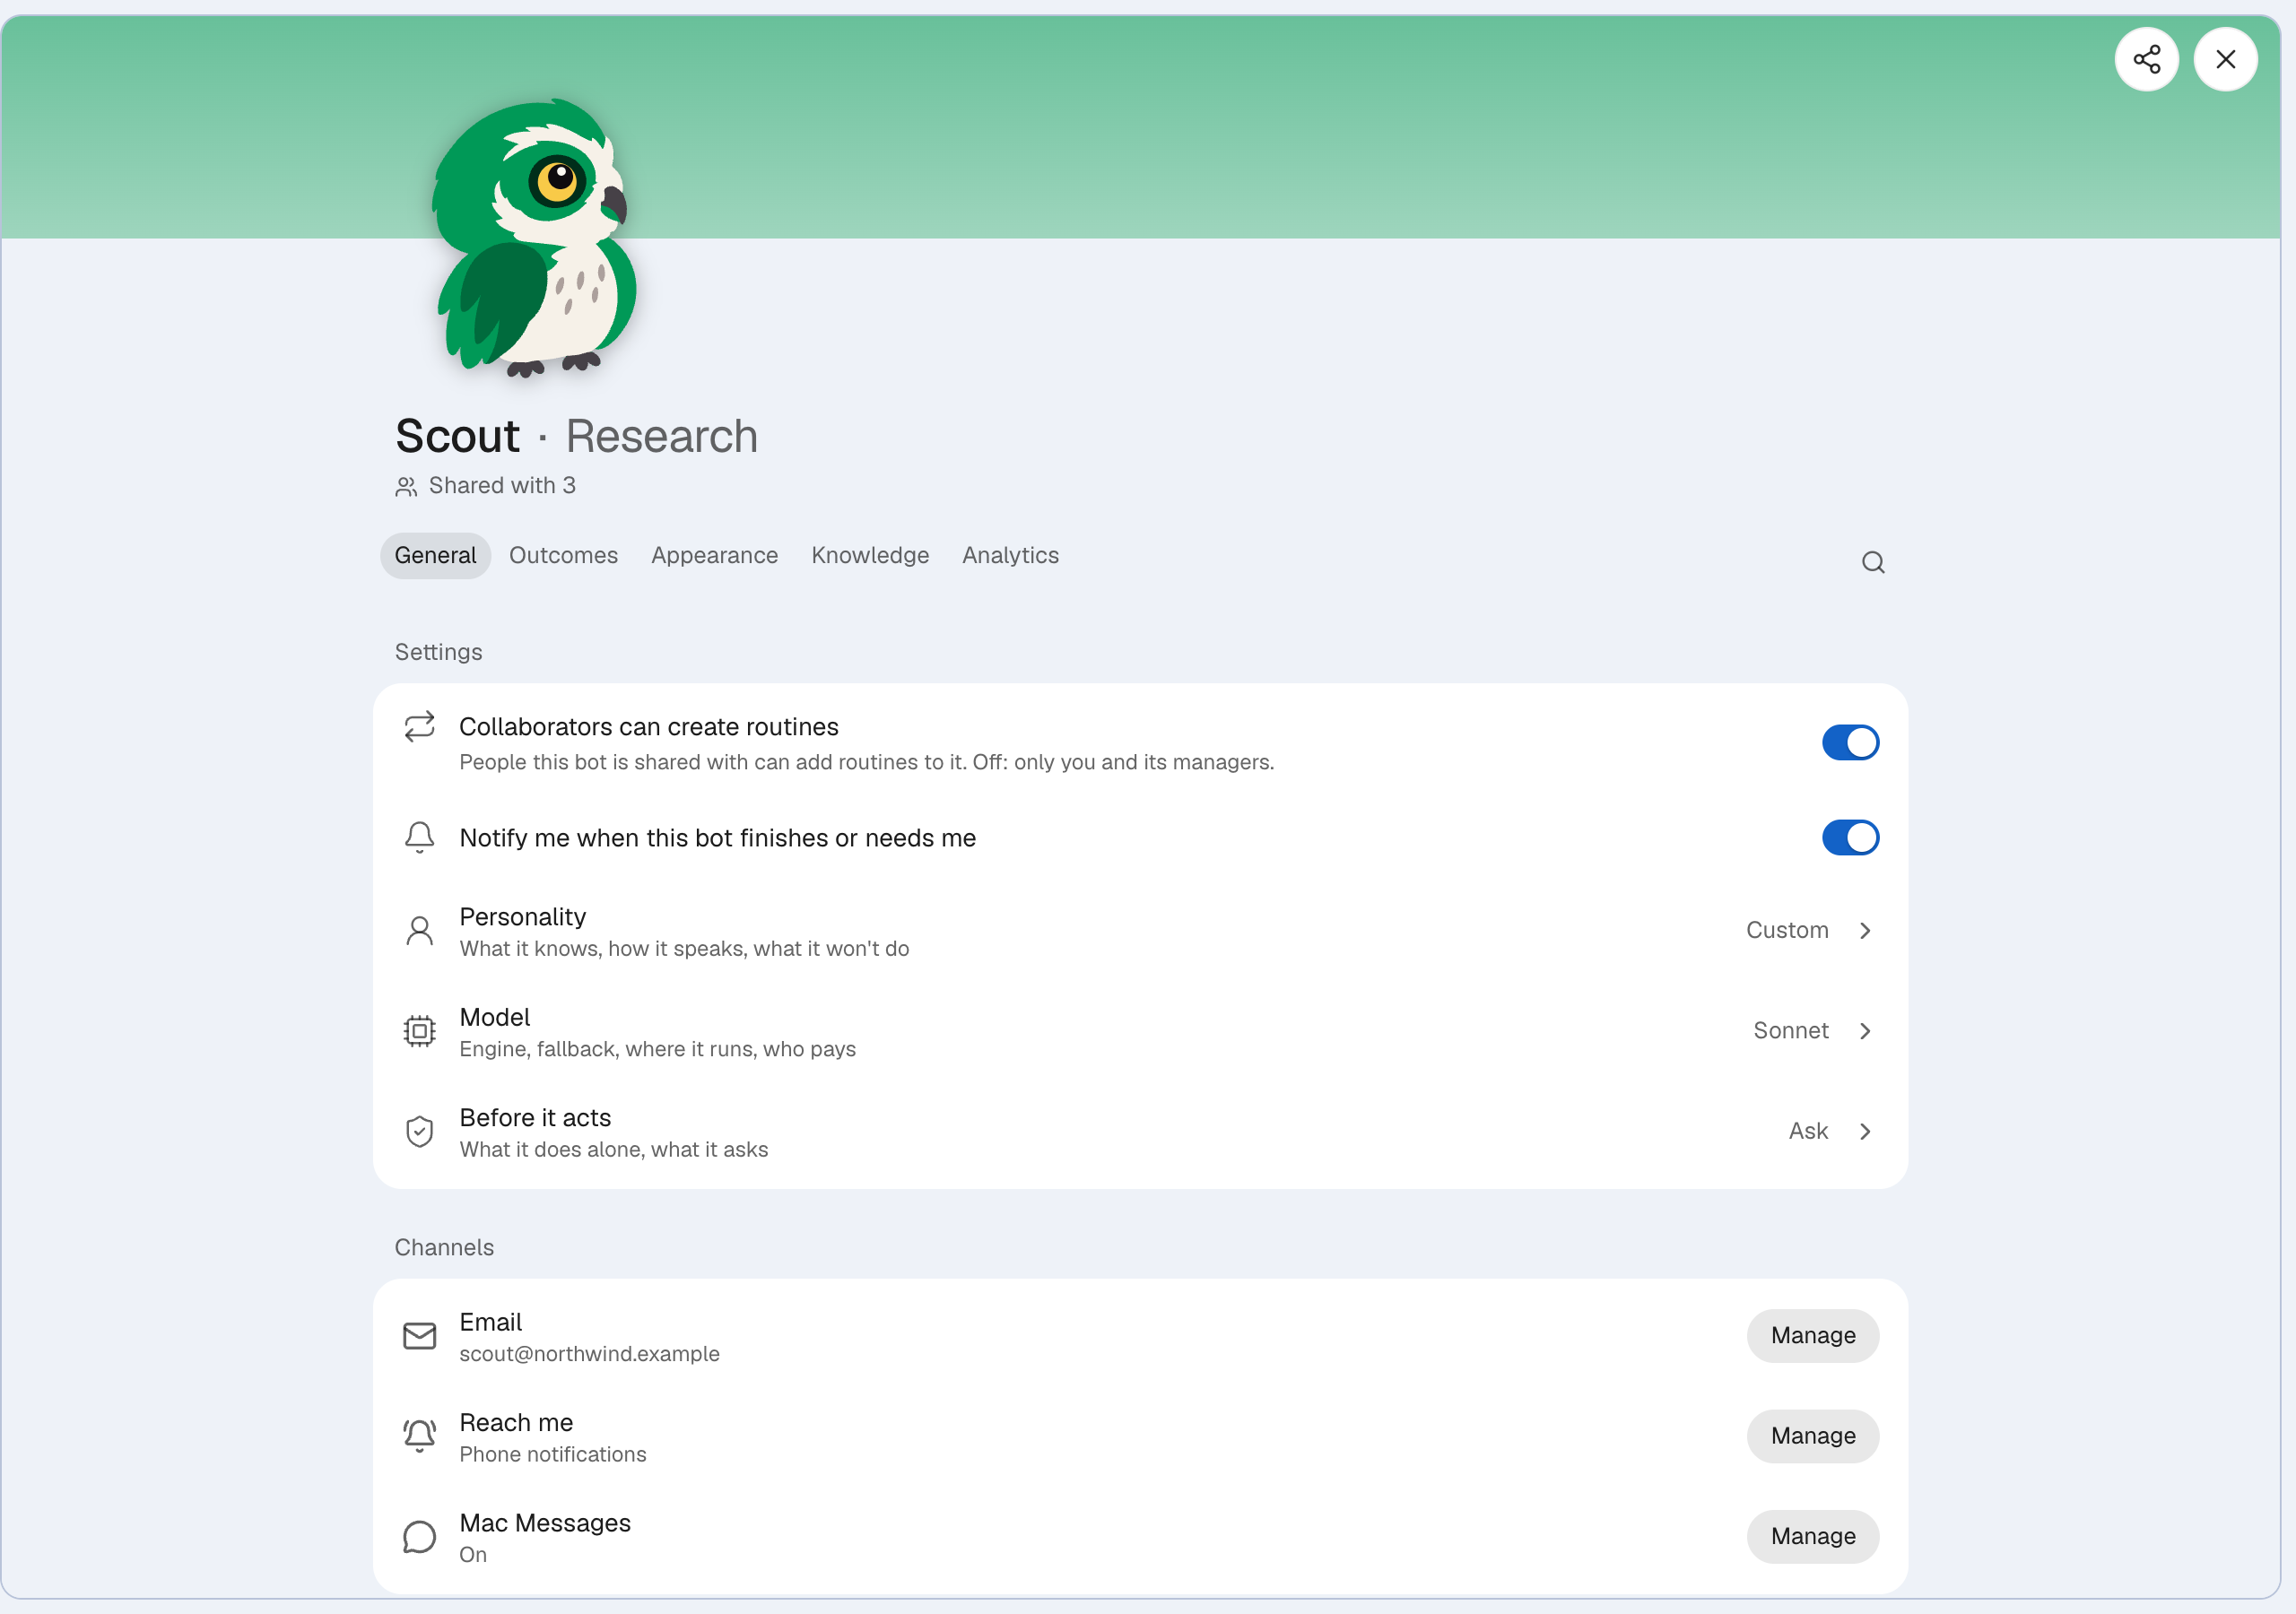 Scout · Research
Shared with 3
General Outcomes Appearance Knowledge Analytics
Settings
Collaborators can create routines
People this bot is shared with can add routines to it. Off: only you and its managers.
Notify me when this bot finishes or needs me
Personality
What it knows, how it speaks, what it won't do
Custom
Model
Engine, fallback, where it runs, who pays
Sonnet
Before it acts
What it does alone, what it asks
Ask
Channels
Email
scout@northwind.example
Manage
Reach me
Phone notifications
Manage
Mac Messages
On
Manage